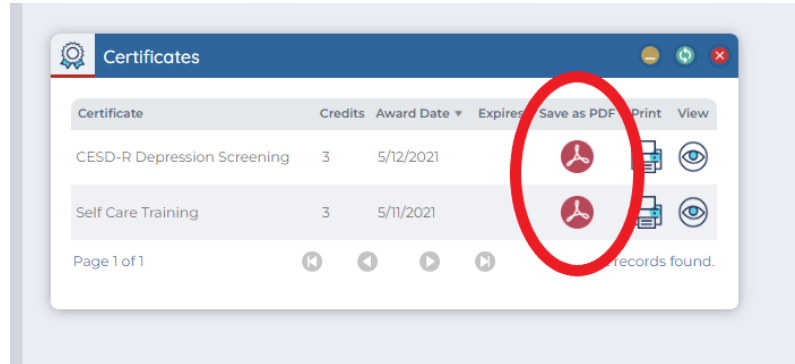 Certificates
Certificate Credits Award Date Expires Save as PDF Print View
CESD-R Depression Screening 3 5/12/2021
Self Care Training 3 5/11/2021
Page 1 of 1 records found.